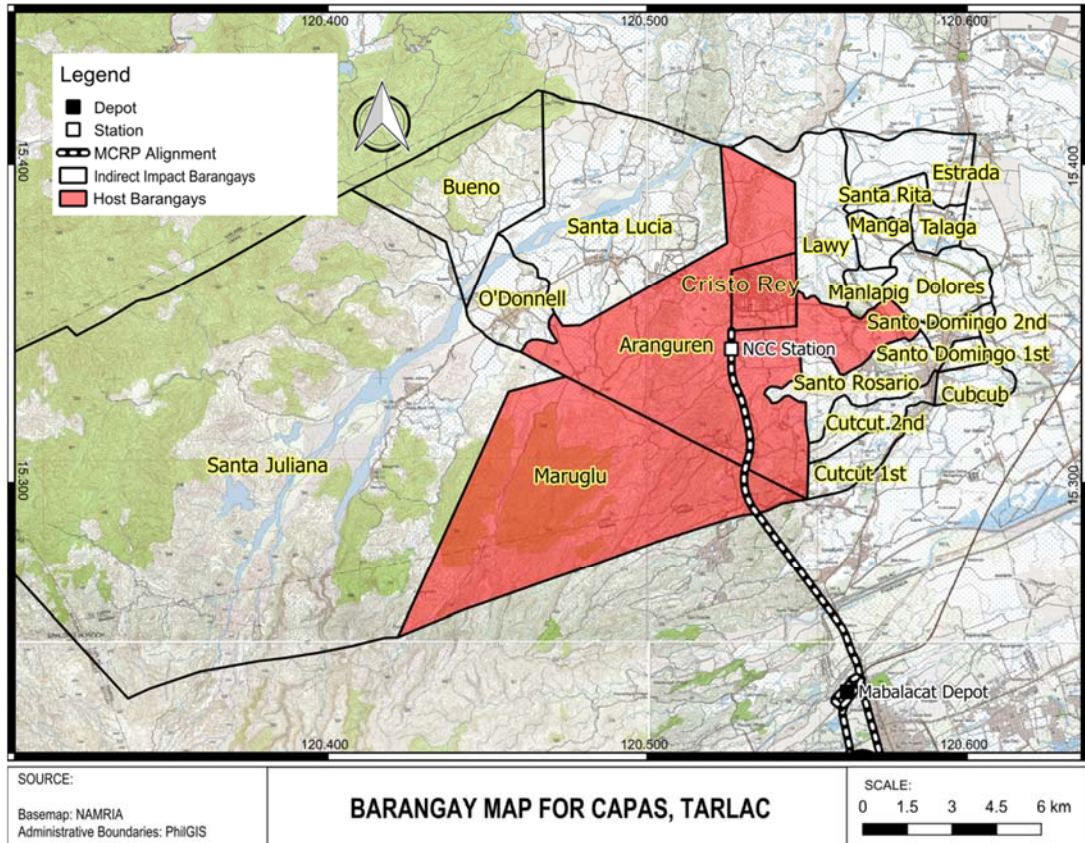 120.400
120.500
120.600
Legend
Depot
Station
MCRP Alignment
Indirect Impact Barangays
Host Barangays
15.400
15.400
Bueno
Estrada
Santa Rita
Santa Lucia
Manga
Talaga
Lawy
Cristo Rey
Dolores
Manlapig
O'Donnell
Santo Domingo 2nd
Aranguren
NCC Station
Santo Domingo 1st
Santo Rosario
Cubcub
Cutcut 2nd
Santa Juliana
Maruglu
Cutcut 1st
15.300
15.300
Mabalacat Depot
120.400
120.500
120.600
SOURCE:
Basemap: NAMRIA
Administrative Boundaries: PhilGIS
BARANGAY MAP FOR CAPAS, TARLAC
SCALE:
0 1.5 3 4.5 6 km